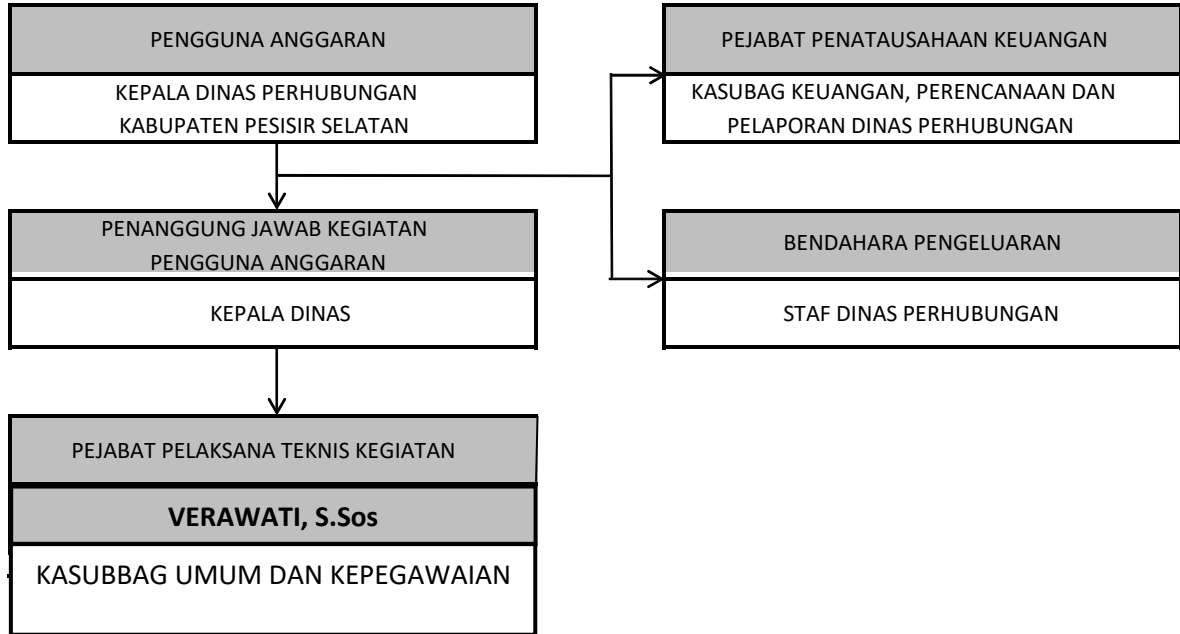 PENGGUNA ANGGARAN
KEPALA DINAS PERHUBUNGAN
KABUPATEN PESISIR SELATAN
PEJABAT PENATAUSAHAAN KEUANGAN
KASUBAG KEUANGAN, PERENCANAAN DAN
PELAPORAN DINAS PERHUBUNGAN
PENANGGUNG JAWAB KEGIATAN
PENGGUNA ANGGARAN
KEPALA DINAS
BENDAHARA PENGELUARAN
STAF DINAS PERHUBUNGAN
PEJABAT PELAKSANA TEKNIS KEGIATAN
VERAWATI, S.Sos
KASUBBAG UMUM DAN KEPEGAWAIAN